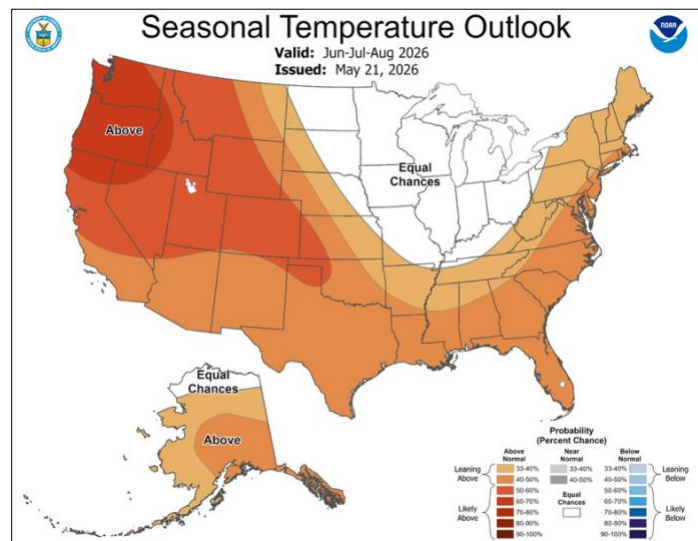 Seasonal Temperature Outlook
Valid: Jun-Jul-Aug 2026
Issued: May 21, 2026
NOAA
Above
Equal
Chances
Equal
Chances
Above
Probability
(Percent Chance)
Above
Normal
Near
Normal
Below
Normal
Leaning
Above
33-40%
33-40%
33-40%
Leaning
Below
40-50%
40-50%
40-50%
Likely
Above
50-60%
60-70%
70-80%
80-90%
90-100%
Equal
Chances
50-60%
60-70%
70-80%
80-90%
90-100%
Likely
Below